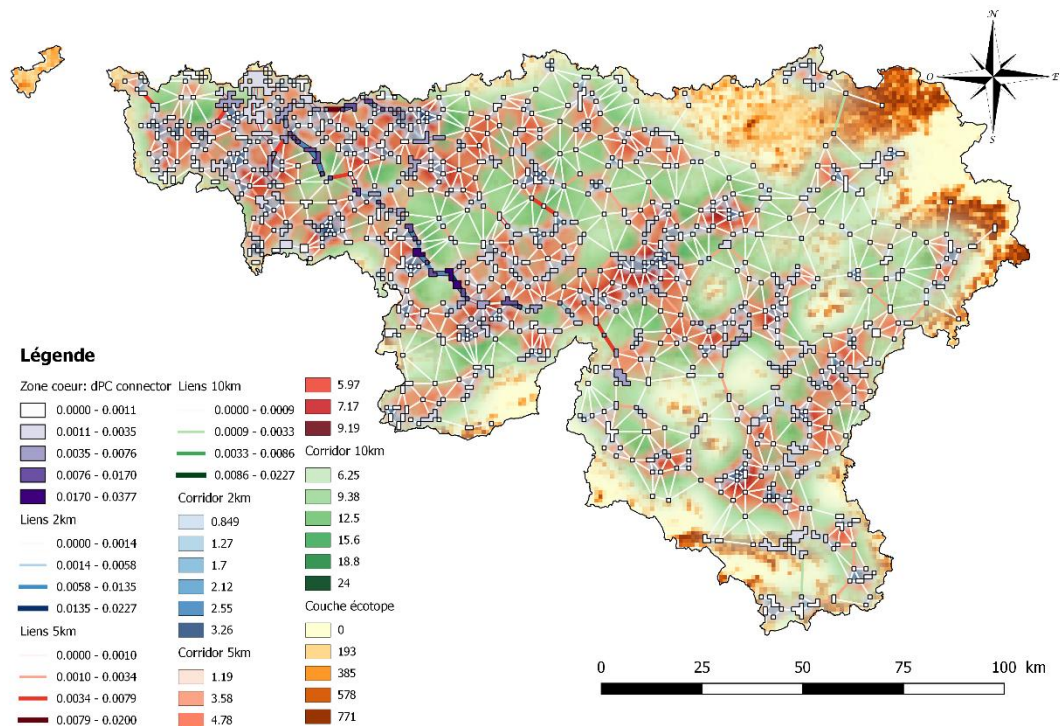 N
O
E
S
Légende
Zone coeur: dPC connector
0.0000 - 0.0011
0.0011 - 0.0035
0.0035 - 0.0076
0.0076 - 0.0170
0.0170 - 0.0377
Liens 2km
0.0000 - 0.0014
0.0014 - 0.0058
0.0058 - 0.0135
0.0135 - 0.0227
Liens 5km
0.0000 - 0.0010
0.0010 - 0.0034
0.0034 - 0.0079
0.0079 - 0.0200
Liens 10km
0.0000 - 0.0009
0.0009 - 0.0033
0.0033 - 0.0086
0.0086 - 0.0227
Corridor 2km
0.849
1.27
1.7
2.12
2.55
3.26
Corridor 5km
1.19
3.58
4.78
5.97
7.17
9.19
Corridor 10km
6.25
9.38
12.5
15.6
18.8
24
Couche écotope
0
193
385
578
771
0 25 50 75 100 km